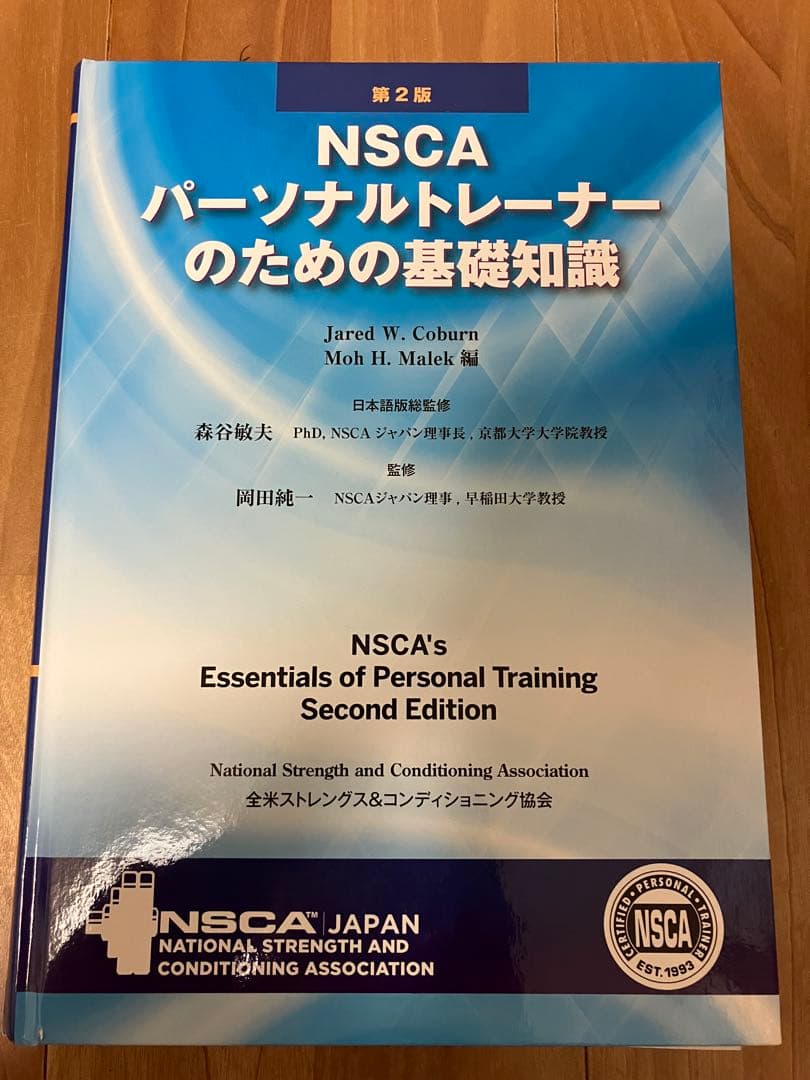 第2版
NSCA
パーソナルトレーナー
のための基礎知識
Jared W. Coburn
Moh H. Malek 編
日本語版総監修
森谷敏夫 PhD, NSCA ジャパン理事長, 京都大学大学院教授
監修
岡田純一 NSCAジャパン理事, 早稲田大学教授
NSCA's
Essentials of Personal Training
Second Edition
National Strength and Conditioning Association
全米ストレングス&コンディショニング協会
NSCA™ JAPAN
NATIONAL STRENGTH AND
CONDITIONING ASSOCIATION
CERTIFIED • PERSONAL • TRAINER
NSCA
EST. 1993